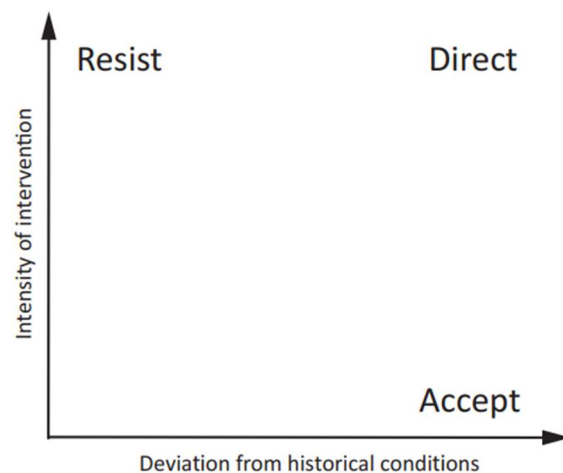 Resist
Direct
Intensity of intervention
Accept
Deviation from historical conditions